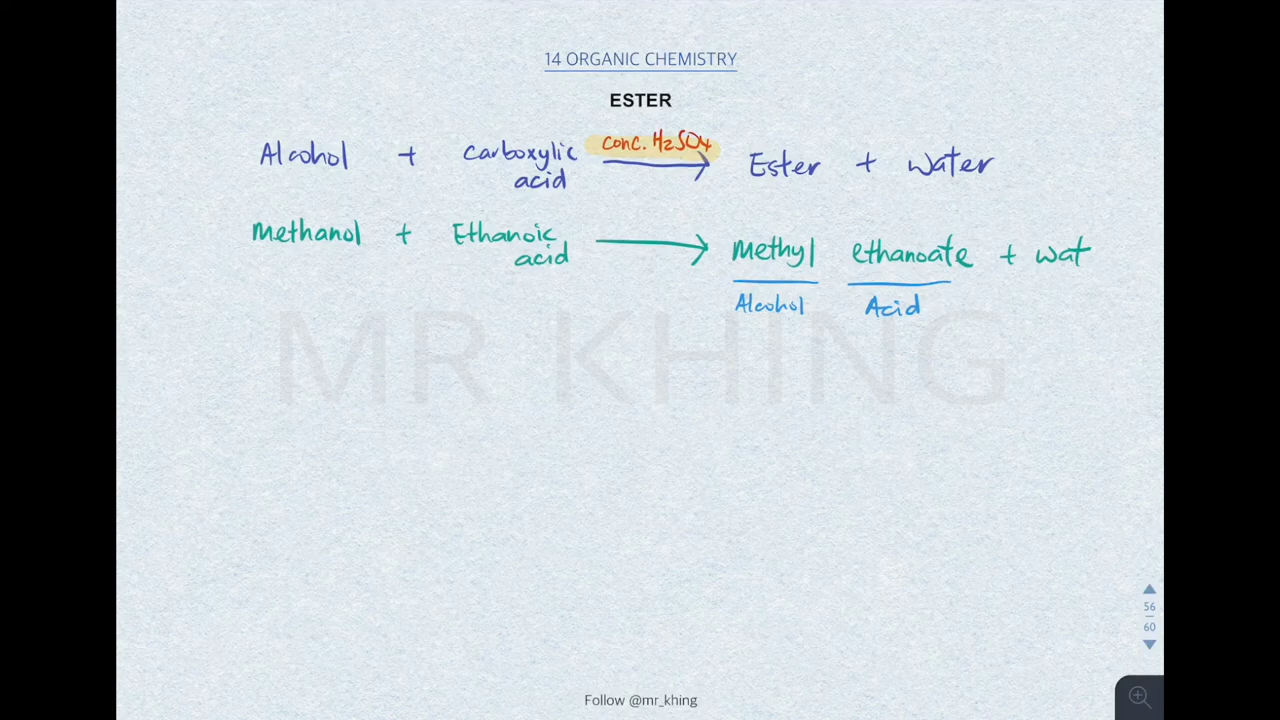 14 ORGANIC CHEMISTRY
ESTER
Alcohol + carboxylic acid conc. H2SO4 → Ester + water
Methanol + Ethanoic acid → Methyl ethanoate + wat
Alcohol Acid
MR KHING
56
60
Follow @mr_khing